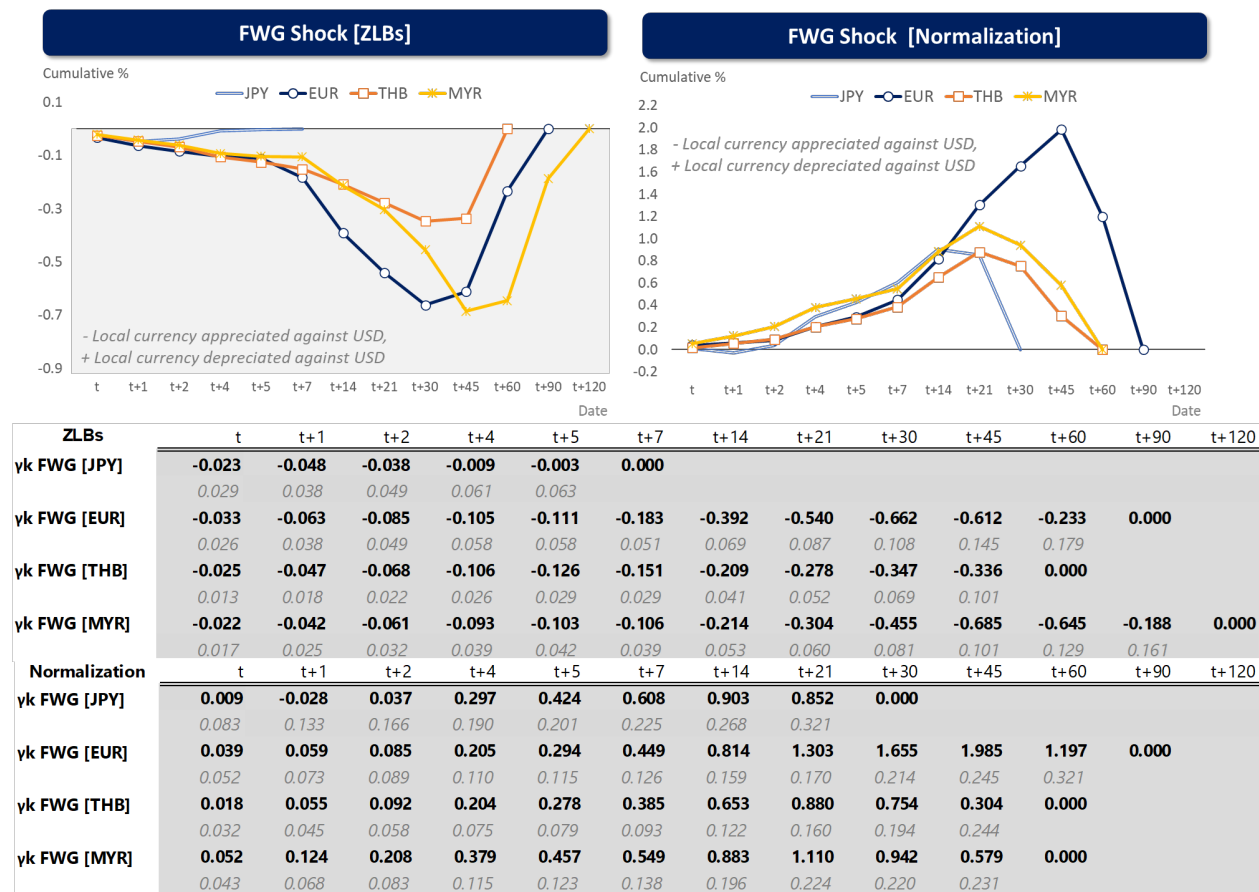 FWG Shock [ZLBs]
Cumulative %
JPY EUR THB MYR
0.1
-0.1
-0.3
-0.5
-0.7
-0.9
- Local currency appreciated against USD,
+ Local currency depreciated against USD
t t+1 t+2 t+4 t+5 t+7 t+14 t+21 t+30 t+45 t+60 t+90 t+120
Date
FWG Shock [Normalization]
Cumulative %
JPY EUR THB MYR
2.2
2.0
1.8
1.6
1.4
1.2
1.0
0.8
0.6
0.4
0.2
0.0
-0.2
- Local currency appreciated against USD,
+ Local currency depreciated against USD
t t+1 t+2 t+4 t+5 t+7 t+14 t+21 t+30 t+45 t+60 t+90 t+120
Date
ZLBs t t+1 t+2 t+4 t+5 t+7 t+14 t+21 t+30 t+45 t+60 t+90 t+120
γk FWG [JPY] -0.023 -0.048 -0.038 -0.009 -0.003 0.000
0.029 0.038 0.049 0.061 0.063
γk FWG [EUR] -0.033 -0.063 -0.085 -0.105 -0.111 -0.183 -0.392 -0.540 -0.662 -0.612 -0.233 0.000
0.026 0.038 0.049 0.058 0.058 0.051 0.069 0.087 0.108 0.145 0.179
γk FWG [THB] -0.025 -0.047 -0.068 -0.106 -0.126 -0.151 -0.209 -0.278 -0.347 -0.336 0.000
0.013 0.018 0.022 0.026 0.029 0.029 0.041 0.052 0.069 0.101
γk FWG [MYR] -0.022 -0.042 -0.061 -0.093 -0.103 -0.106 -0.214 -0.304 -0.455 -0.685 -0.645 -0.188 0.000
0.017 0.025 0.032 0.039 0.042 0.039 0.053 0.060 0.081 0.101 0.129 0.161
Normalization t t+1 t+2 t+4 t+5 t+7 t+14 t+21 t+30 t+45 t+60 t+90 t+120
γk FWG [JPY] 0.009 -0.028 0.037 0.297 0.424 0.608 0.903 0.852 0.000
0.083 0.133 0.166 0.190 0.201 0.225 0.268 0.321
γk FWG [EUR] 0.039 0.059 0.085 0.205 0.294 0.449 0.814 1.303 1.655 1.985 1.197 0.000
0.052 0.073 0.089 0.110 0.115 0.126 0.159 0.170 0.214 0.245 0.321
γk FWG [THB] 0.018 0.055 0.092 0.204 0.278 0.385 0.653 0.880 0.754 0.304 0.000
0.032 0.045 0.058 0.075 0.079 0.093 0.122 0.160 0.194 0.244
γk FWG [MYR] 0.052 0.124 0.208 0.379 0.457 0.549 0.883 1.110 0.942 0.579 0.000
0.043 0.068 0.083 0.115 0.123 0.138 0.196 0.224 0.220 0.231